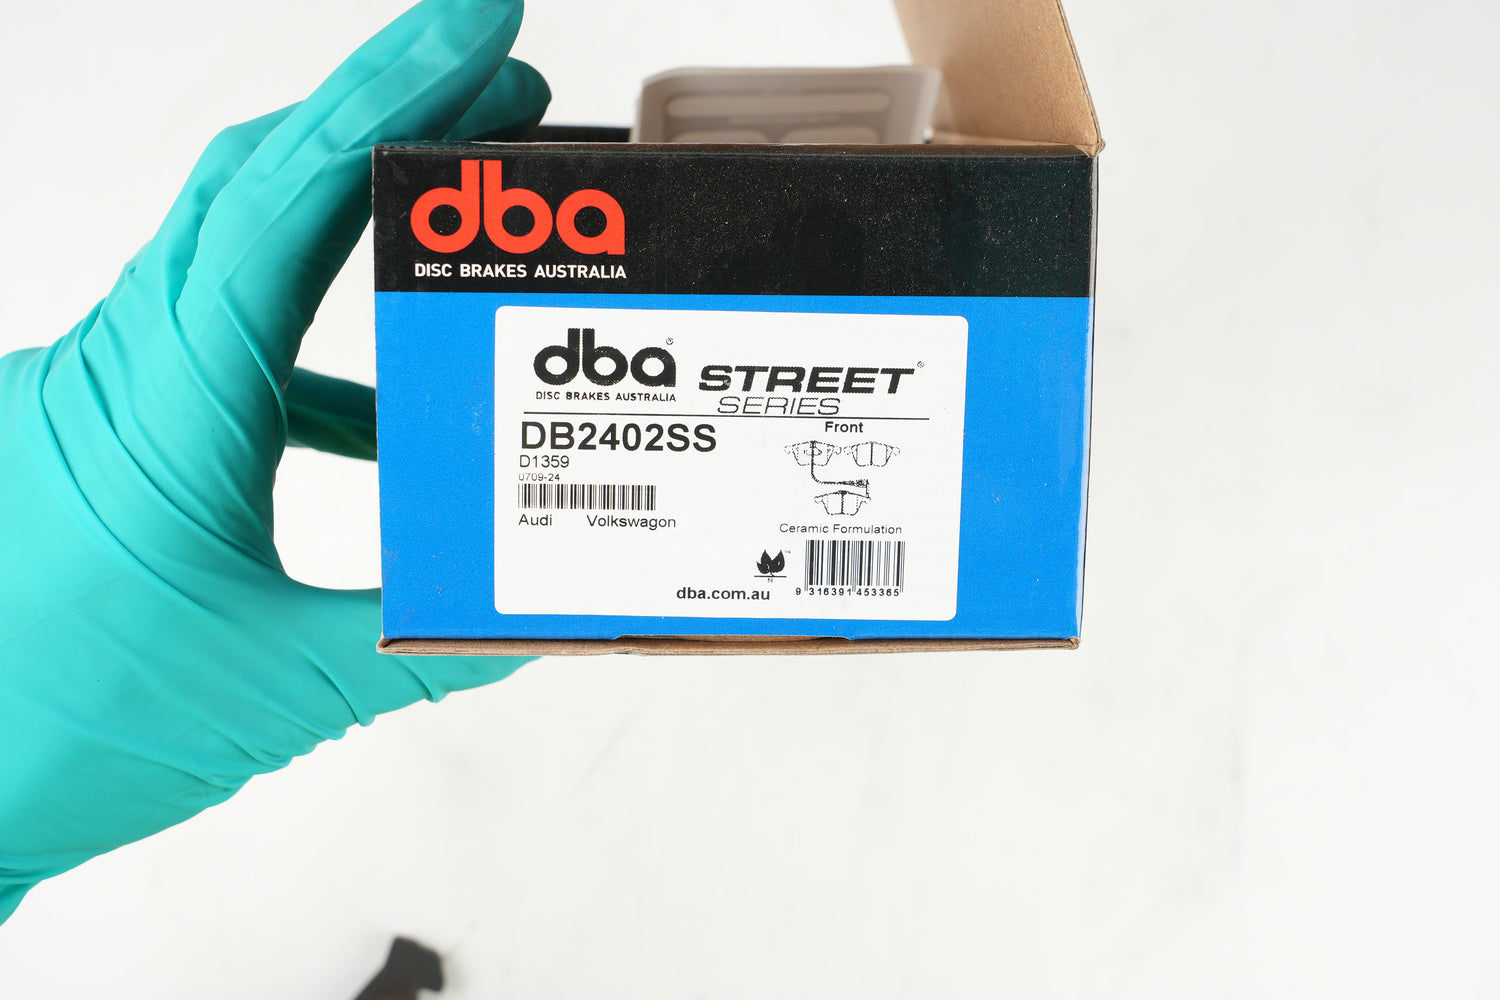 dba
DISC BRAKES AUSTRALIA
dba®
DISC BRAKES AUSTRALIA
STREET®
SERIES
DB2402SS
Front
D1359
0709-24
Audi Volkswagon
Ceramic Formulation
™
N
dba.com.au
9 316391 453365